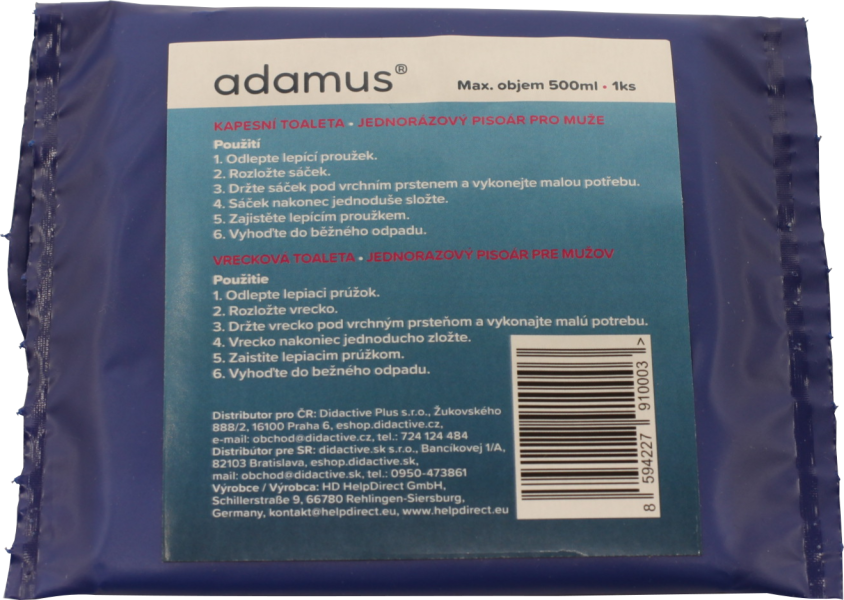 adamus®
Max. objem 500ml • 1ks
KAPESNÍ TOALETA • JEDNORÁZOVÝ PISOÁR PRO MUŽE
Použití
1. Odlepte lepící proužek.
2. Rozložte sáček.
3. Držte sáček pod vrchním prstenem a vykonejte malou potřebu.
4. Sáček nakonec jednoduše složte.
5. Zajistěte lepícím proužkem.
6. Vyhoďte do běžného odpadu.
VRECKOVA TOALETA • JEDNORAZOVÝ PISOÁR PRE MUŽOV
Použitie
1. Odlepte lepiaci prúžok.
2. Rozložte vrecko.
3. Držte vrecko pod vrchným prsteňom a vykonajte malú potrebu.
4. Vrecko nakoniec jednoducho zložte.
5. Zaistite lepiacim prúžkom.
6. Vyhoďte do bežného odpadu.
Distributor pro ČR: Didactive Plus s.r.o., Žukovského
888/2, 16100 Praha 6, eshop.didactive.cz,
e-mail: obchod@didactive.cz, tel.: 724 124 484
Distribútor pre SR: didactive.sk s.r.o., Bancíkovej 1/A,
82103 Bratislava, eshop.didactive.sk,
mail: obchod@didactive.sk, tel.: 0950-473861
Výrobce / Výrobca: HD HelpDirect GmbH,
Schillerstraße 9, 66780 Rehlingen-Siersburg,
Germany, kontakt@helpdirect.eu, www.helpdirect.eu
8 594227 910003 >